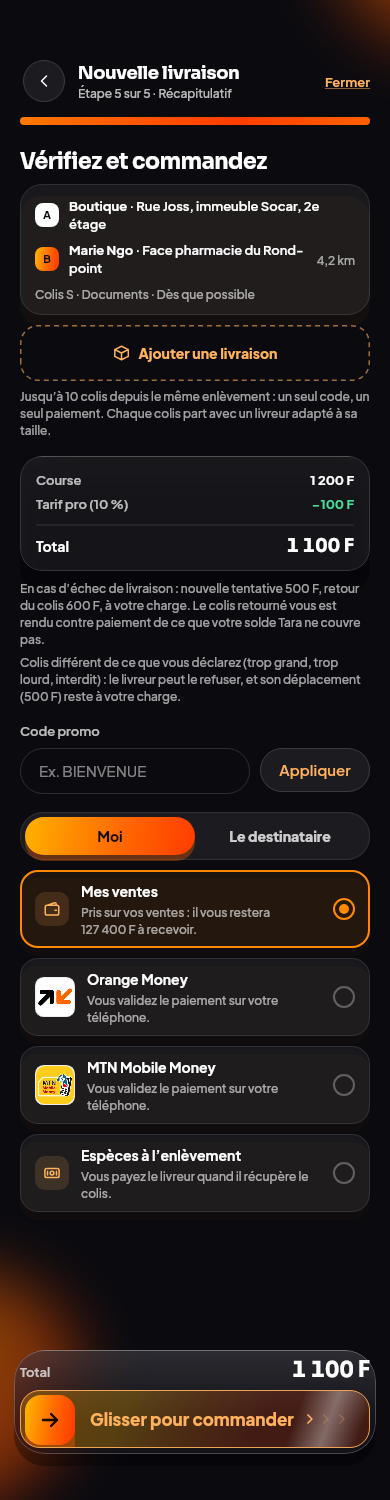 Nouvelle livraison
Étape 5 sur 5 · Récapitulatif
Fermer
Vérifiez et commandez
A
Boutique · Rue Joss, immeuble Socar, 2e
étage
B
Marie Ngo · Face pharmacie du Rond-
point
4,2 km
Colis S · Documents · Dès que possible
Ajouter une livraison
Jusqu'à 10 colis depuis le même enlèvement : un seul code, un
seul paiement. Chaque colis part avec un livreur adapté à sa
taille.
Course
1 200 F
Tarif pro (10 %)
-100 F
Total
1 100 F
En cas d'échec de livraison : nouvelle tentative 500 F, retour
du colis 600 F, à votre charge. Le colis retourné vous est
rendu contre paiement de ce que votre solde Tara ne couvre
pas.
Colis différent de ce que vous déclarez (trop grand, trop
lourd, interdit) : le livreur peut le refuser, et son déplacement
(500 F) reste à votre charge.
Code promo
Ex. BIENVENUE
Appliquer
Moi
Le destinataire
Mes ventes
Pris sur vos ventes : il vous restera
127 400 F à recevoir.
Orange Money
Vous validez le paiement sur votre
téléphone.
MTN Mobile Money
Vous validez le paiement sur votre
téléphone.
Espèces à l'enlèvement
Vous payez le livreur quand il récupère le
colis.
Total
1 100 F
Glisser pour commander